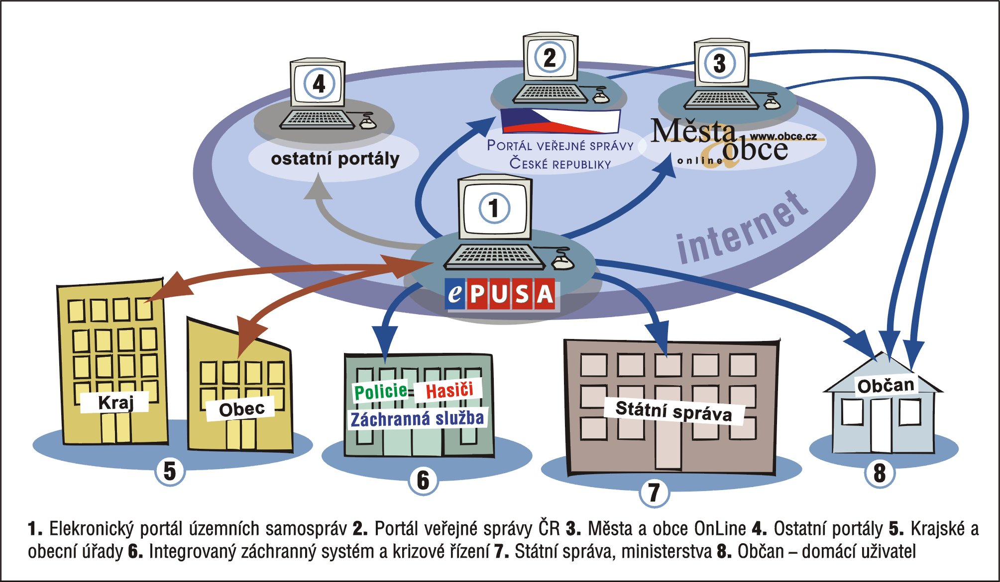 2
3
4
Města
www.obce.cz
a obce
online
PORTÁL VEŘEJNÉ SPRÁVY
ČESKÉ REPUBLIKY
ostatní portály
1
internet
ePUSA
Kraj
Obec
Policie
Hasiči
Záchranná služba
Státní správa
Občan
5
6
7
8
1. Elekronický portál územních samospráv 2. Portál veřejné správy ČR 3. Města a obce OnLine 4. Ostatní portály 5. Krajské a
obecní úřady 6. Integrovaný záchranný systém a krizové řízení 7. Státní správa, ministerstva 8. Občan – domácí uživatel